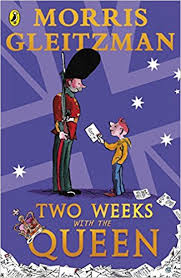 MORRIS
GLEITZMAN
TWO WEEKS
WITH THE
QUEEN